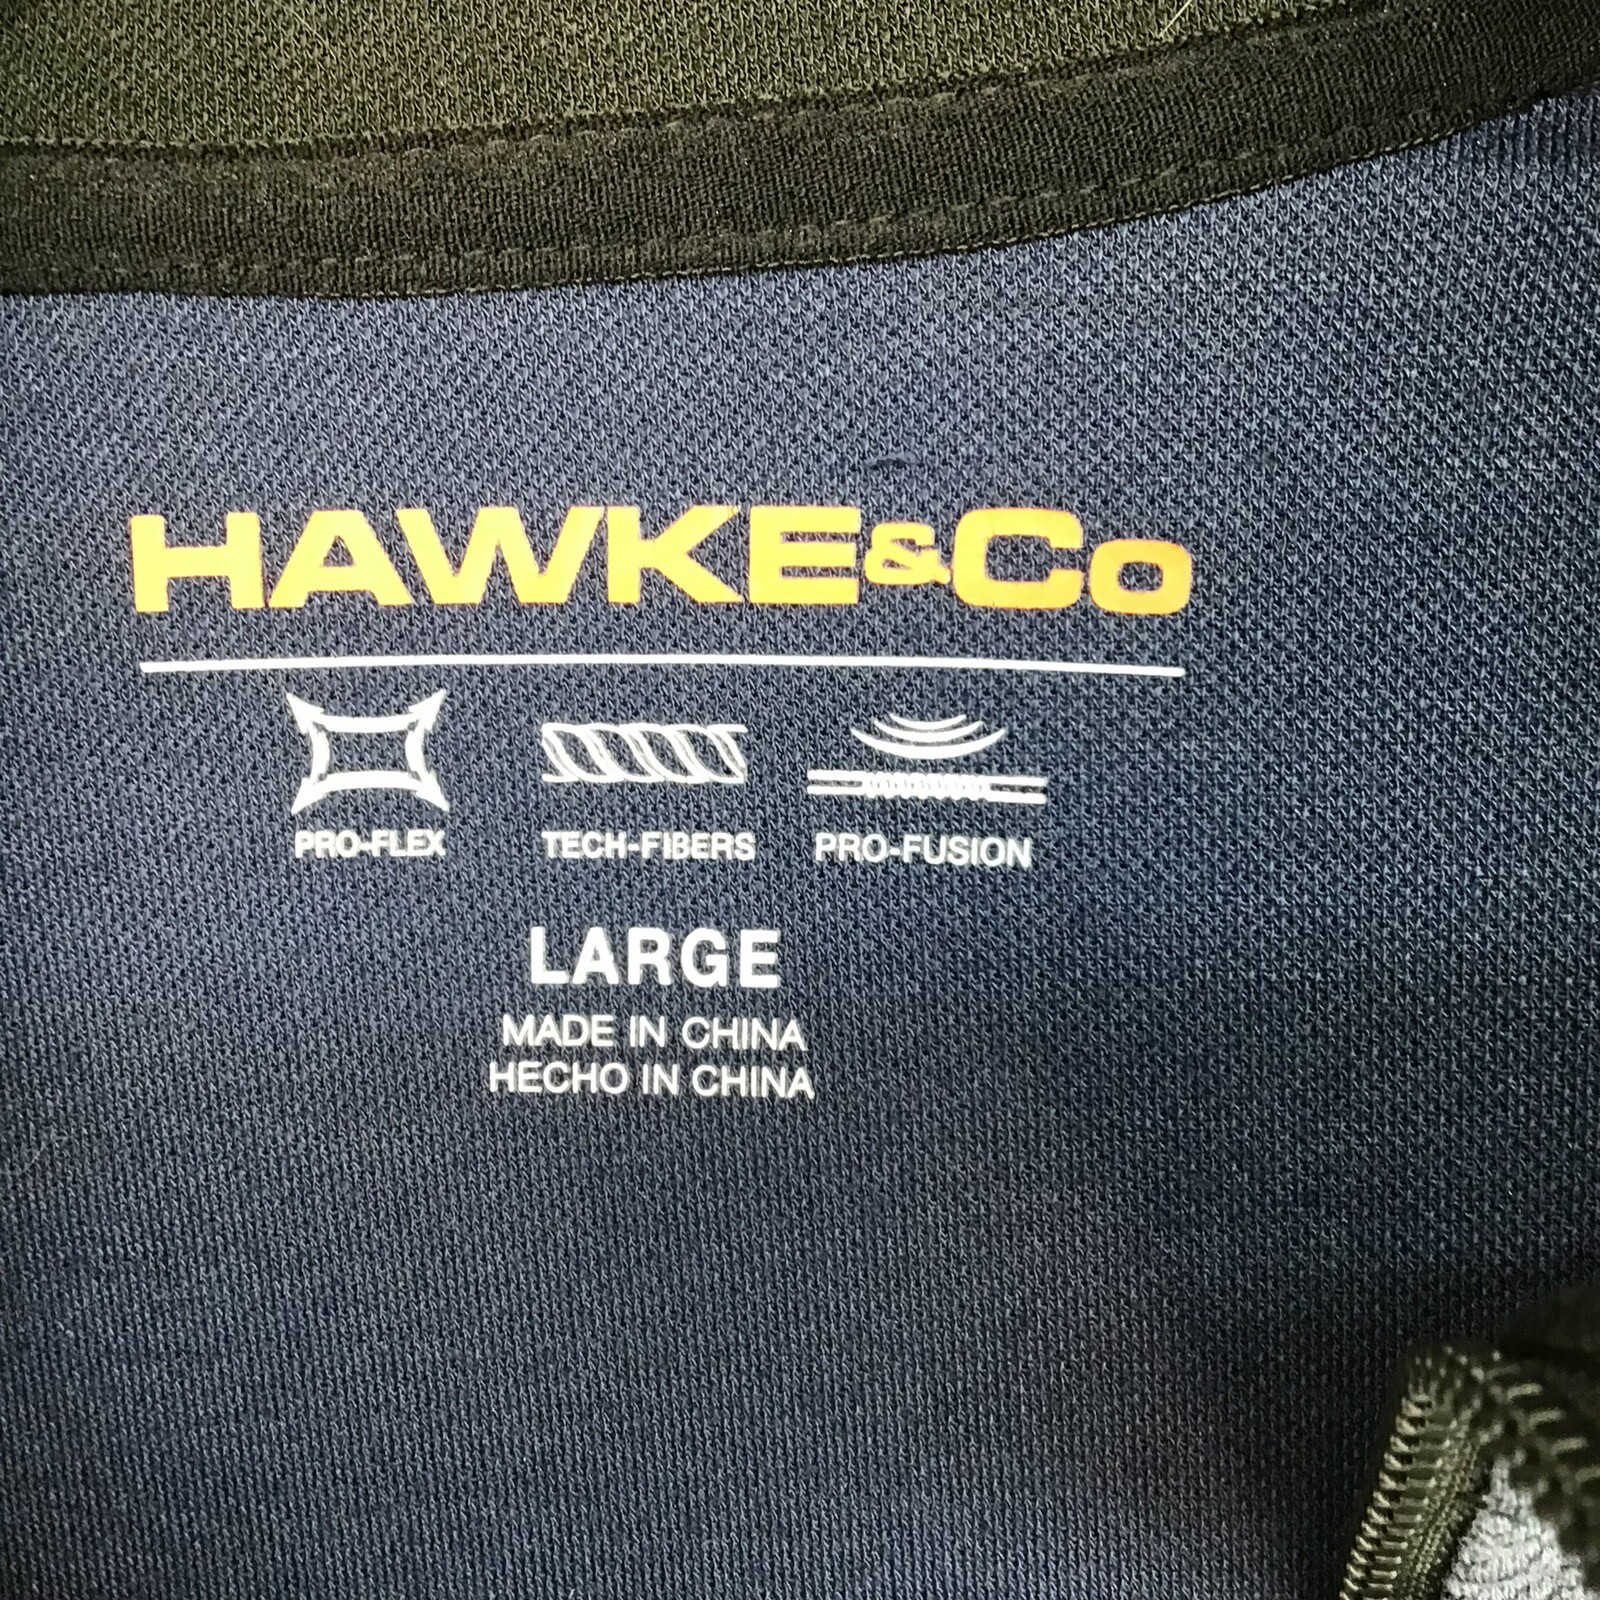 HAWKE&Co
PRO-FLEX TECH-FIBERS PRO-FUSION
LARGE
MADE IN CHINA
HECHO IN CHINA